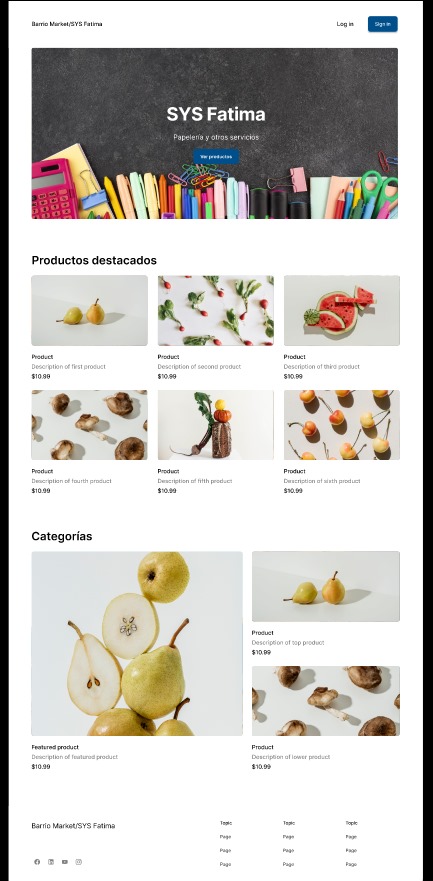 Barrio Market/SYS Fatima
Log in
Sign in
SYS Fatima
Papelería y otros servicios
Ver productos
Productos destacados
Product
Description of first product
$10.99
Product
Description of second product
$10.99
Product
Description of third product
$10.99
Product
Description of fourth product
$10.99
Product
Description of fifth product
$10.99
Product
Description of sixth product
$10.99
Categorías
Featured product
Description of featured product
$10.99
Product
Description of top product
$10.99
Product
Description of lower product
$10.99
Barrio Market/SYS Fatima
Topic
Page
Page
Page
Topic
Page
Page
Page
Topic
Page
Page
Page